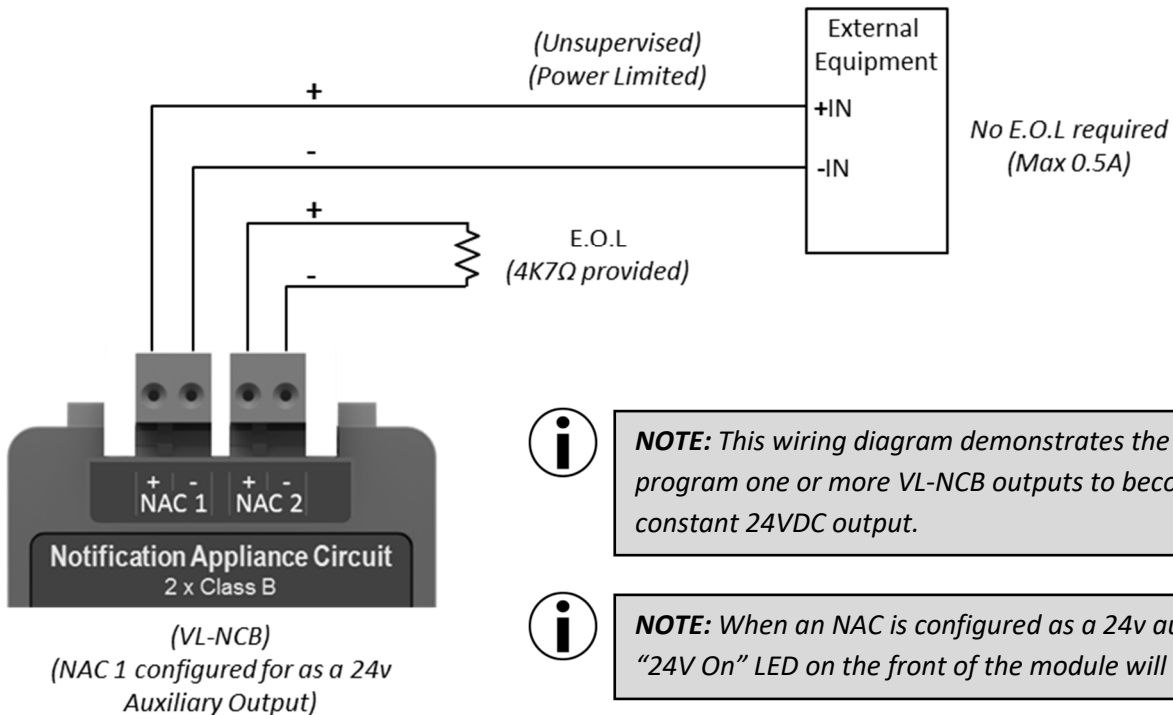 (Unsupervised)
(Power Limited)
External
Equipment
+
+IN
No E.O.L required
(Max 0.5A)
-
-IN
+
E.O.L
(4K7Ω provided)
-
+ - + -
NAC 1 NAC 2
Notification Appliance Circuit
2 x Class B
(VL-NCB)
(NAC 1 configured for as a 24v
Auxiliary Output)
NOTE: This wiring diagram demonstrates the
program one or more VL-NCB outputs to beco
constant 24VDC output.
NOTE: When an NAC is configured as a 24v au
“24V On” LED on the front of the module will